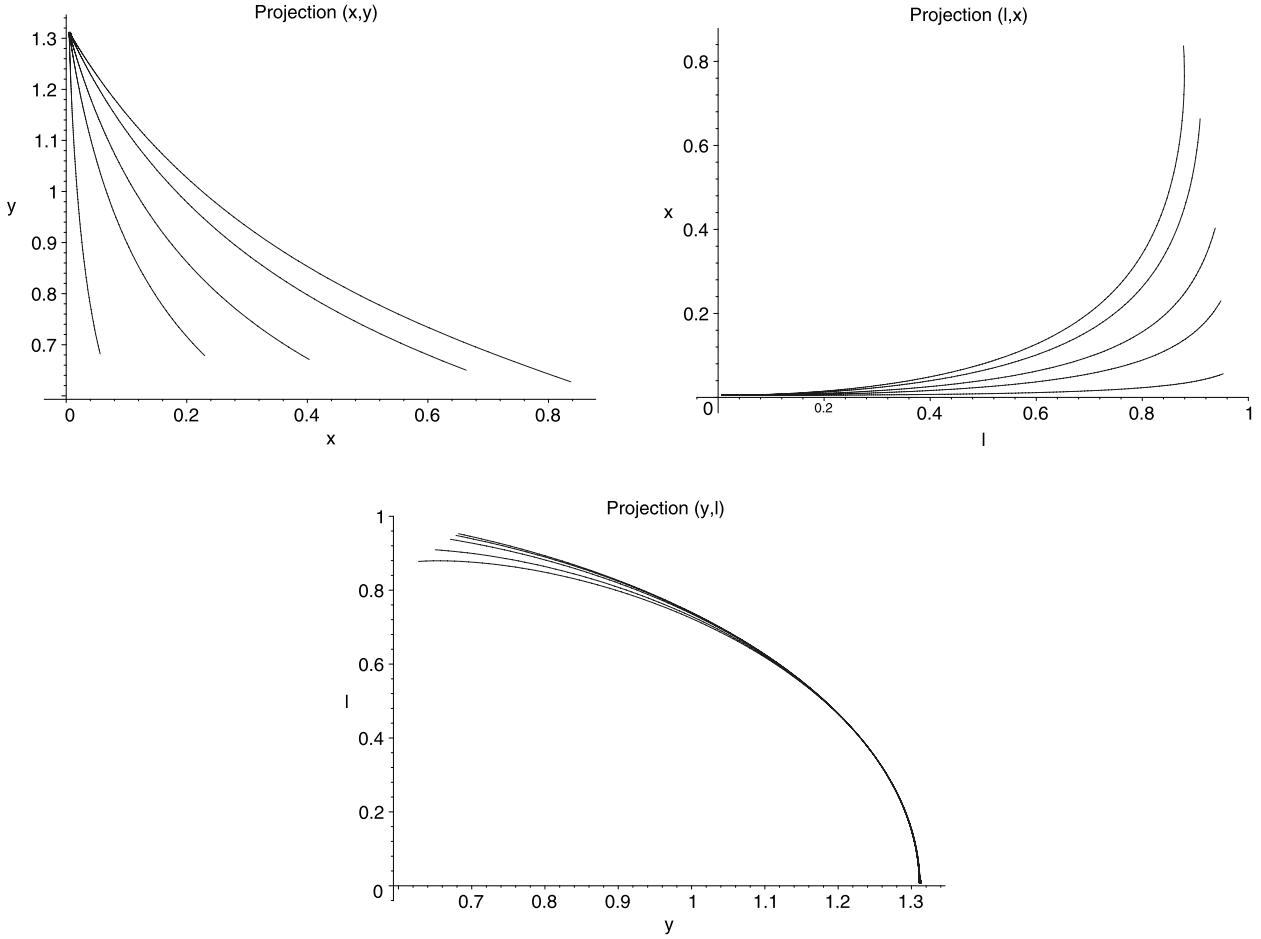 Projection (x,y)
1.3
1.2
1.1
1
y
0.9
0.8
0.7
0 0.2 0.4 0.6 0.8
x
Projection (l,x)
0.8
0.6
x
0.4
0.2
0 0.2 0.4 0.6 0.8 1
l
Projection (y,l)
1
0.8
0.6
l
0.4
0.2
0 0.7 0.8 0.9 1 1.1 1.2 1.3
y